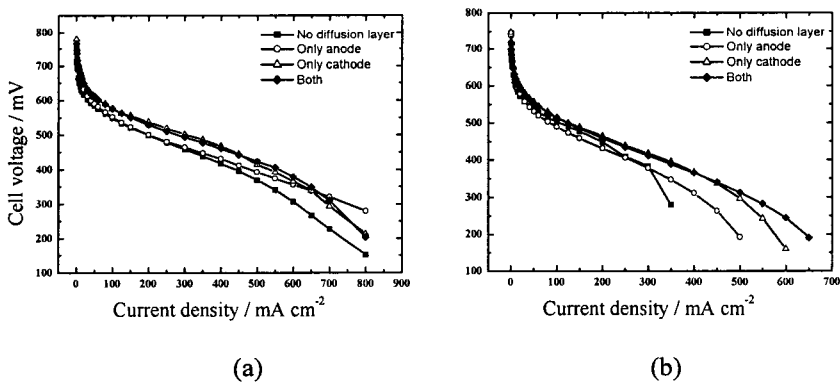 800
700
600
500
400
300
200
100
Cell voltage / mV
0 100 200 300 400 500 600 700 800 900
Current density / mA cm-2
No diffusion layer
Only anode
Only cathode
Both
(a)
800
700
600
500
400
300
200
100
0 100 200 300 400 500 600 700
Current density / mA cm-2
No diffusion layer
Only anode
Only cathode
Both
(b)